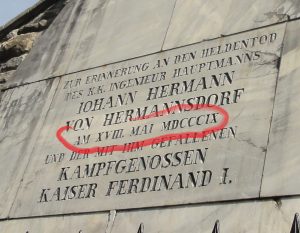 ZUR ERINNERUNG AN DEN HELDENTOD
DES K.K. INGENIEUR HAUPTMANNS
JOHANN HERMANN
VON HERMANNSDORF
AM XVIII. MAI MDCCCIX
UND DER MIT IHM GEFALLENEN
KAMPFGENOSSEN
KAISER FERDINAND I.